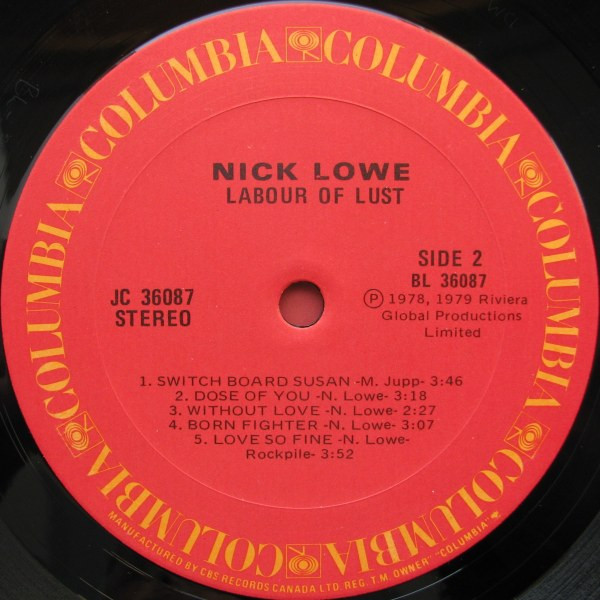 COLUMBIA COLUMBIA COLUMBIA COLUMBIA COLUMBIA COLUMBIA
NICK LOWE
LABOUR OF LUST
SIDE 2
BL 36087
JC 36087
STEREO
Ⓟ 1978, 1979 Riviera
Global Productions
Limited
1. SWITCH BOARD SUSAN -M. Jupp- 3:46
2. DOSE OF YOU -N. Lowe- 3:18
3. WITHOUT LOVE -N. Lowe- 2:27
4. BORN FIGHTER -N. Lowe- 3:07
5. LOVE SO FINE -N. Lowe-
Rockpile- 3:52
MANUFACTURED BY CBS RECORDS CANADA LTD. REG. T.M. OWNER "COLUMBIA"